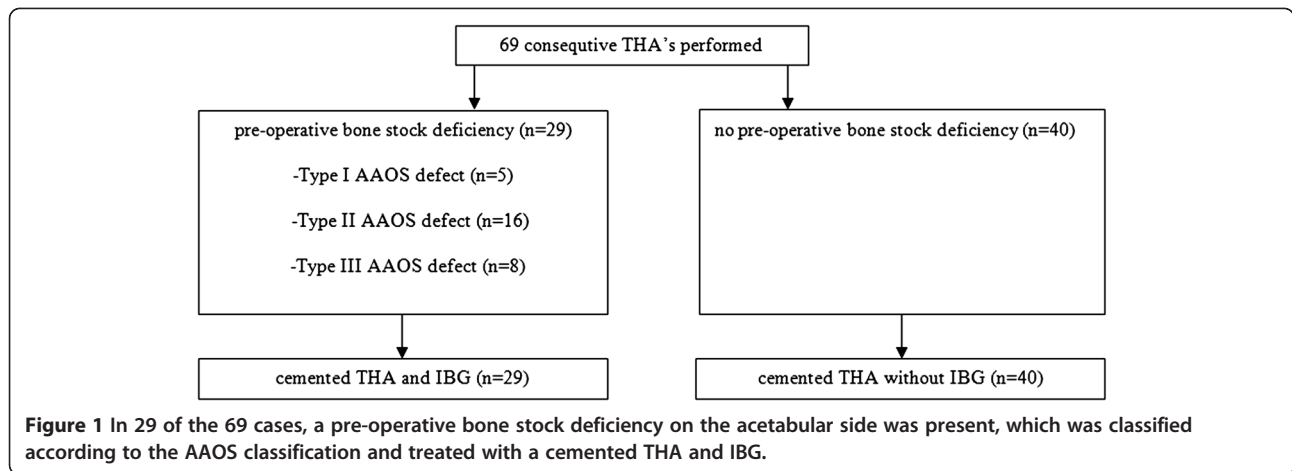 69 consequtive THA's performed
pre-operative bone stock deficiency (n=29)
-Type I AAOS defect (n=5)
-Type II AAOS defect (n=16)
-Type III AAOS defect (n=8)
no pre-operative bone stock deficiency (n=40)
cemented THA and IBG (n=29)
cemented THA without IBG (n=40)
Figure 1 In 29 of the 69 cases, a pre-operative bone stock deficiency on the acetabular side was present, which was classified
according to the AAOS classification and treated with a cemented THA and IBG.